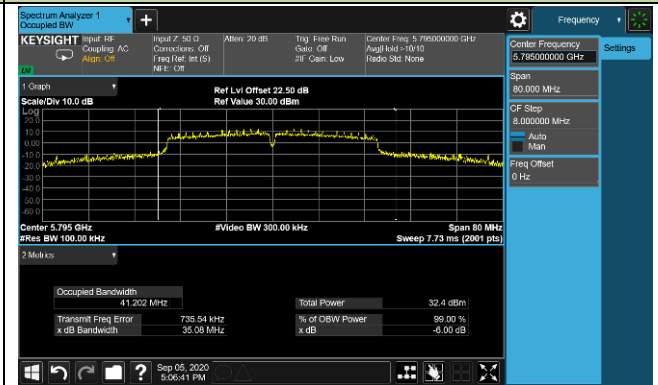 Spectrum Analyzer 1
Occupied BW
Frequency
KEYSIGHT
Input: RF
Coupling: AC
Align: Off
Input Z: 50 Ω
Corrections: Off
Freq Ref: Int (S)
NFE: Off
Atten: 20 dB
Trig: Free Run
Gate: Off
#IF Gain: Low
Center Freq: 5.795000000 GHz
Avg|Hold >10/10
Radio Std: None
Center Frequency
5.795000000 GHz
Settings
Span
80.000 MHz
CF Step
8.000000 MHz
Auto
Man
Freq Offset
0 Hz
1 Graph
Scale/Div 10.0 dB
Ref Lvl Offset 22.50 dB
Ref Value 30.00 dBm
Log
20.0
10.0
0.00
-10.0
-20.0
-30.0
-40.0
-50.0
-60.0
Center 5.795 GHz
#Res BW 100.00 kHz
#Video BW 300.00 kHz
Span 80 MHz
Sweep 7.73 ms (2001 pts)
2 Metrics
Occupied Bandwidth
41.202 MHz
Total Power 32.4 dBm
Transmit Freq Error 735.54 kHz
% of OBW Power 99.00 %
x dB Bandwidth 35.08 MHz
x dB -6.00 dB
?
Sep 05, 2020
5:06:41 PM